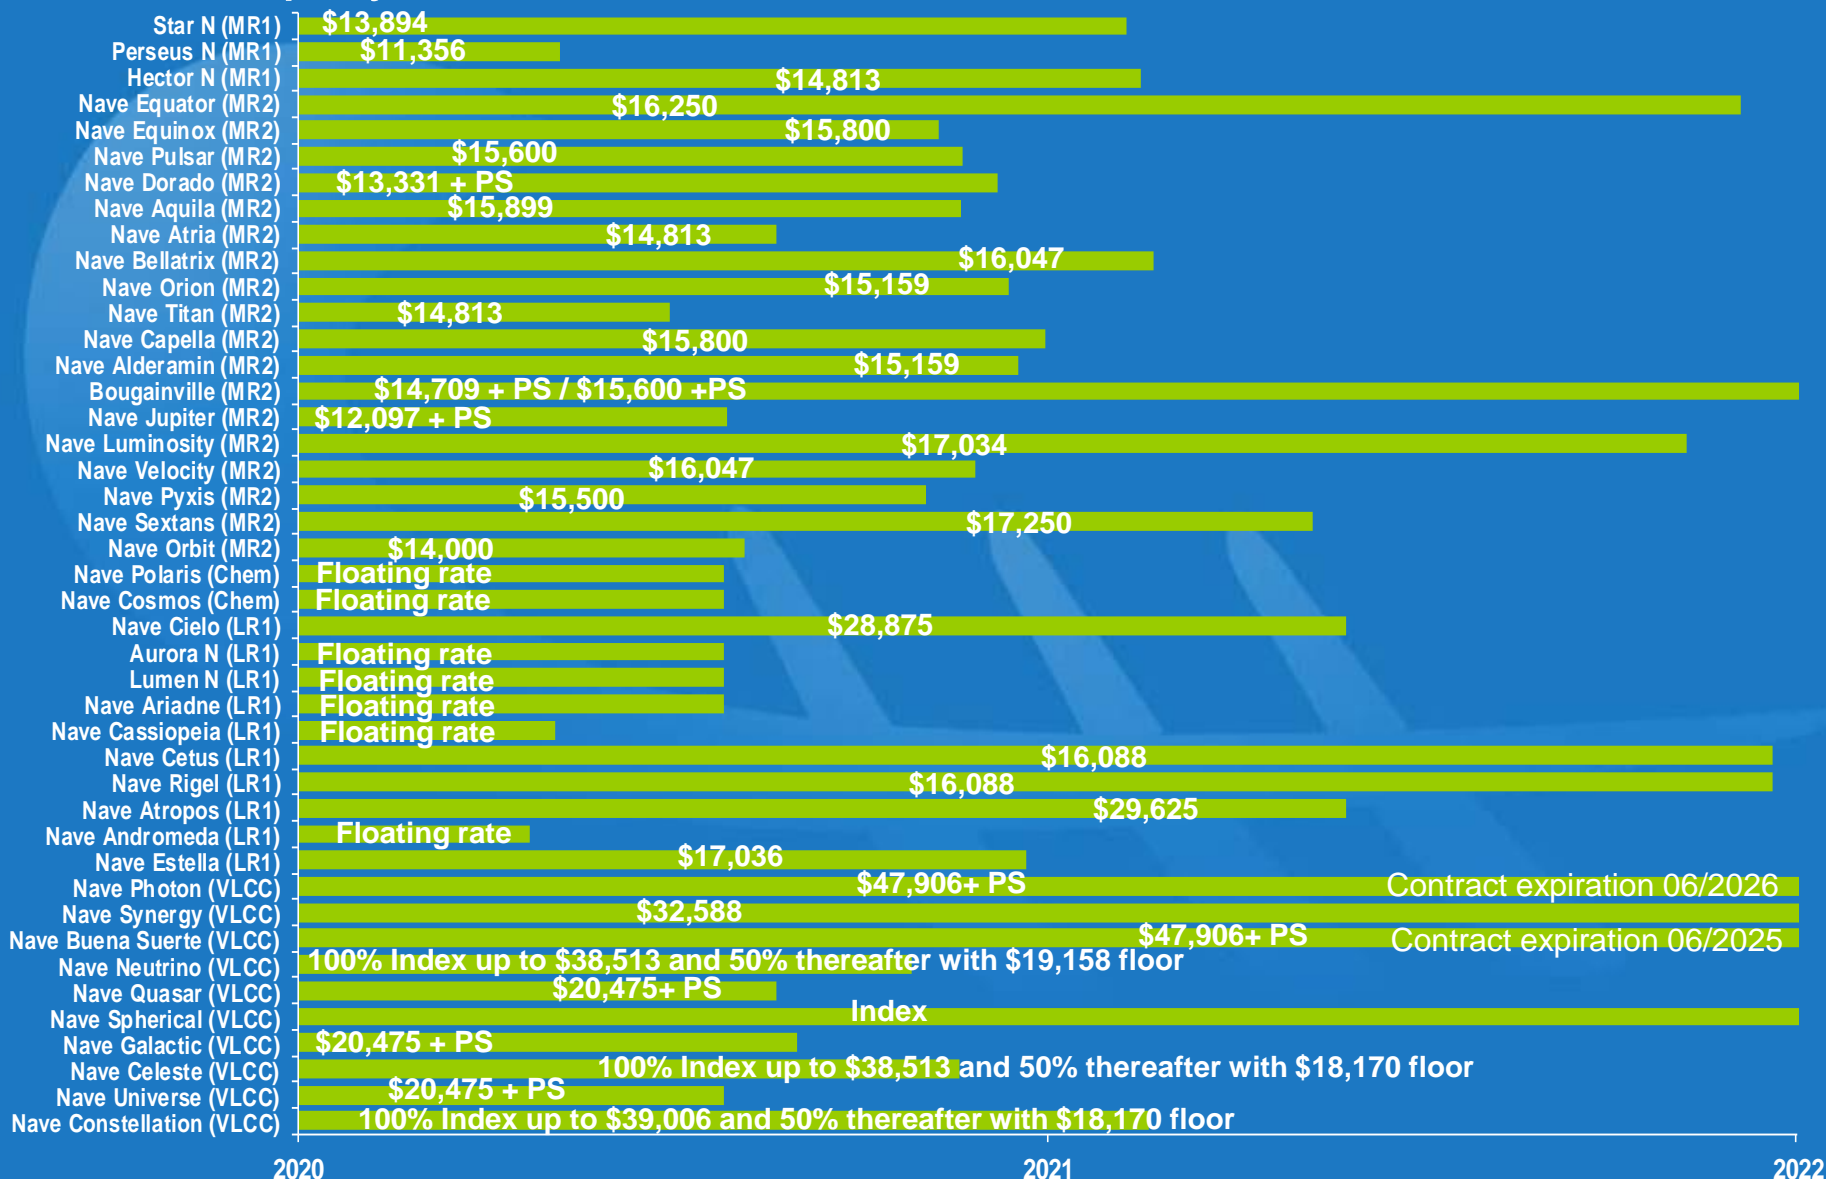 Star N (MR1) $13,894
Perseus N (MR1) $11,356
Hector N (MR1) $14,813
Nave Equator (MR2) $16,250
Nave Equinox (MR2) $15,800
Nave Pulsar (MR2) $15,600
Nave Dorado (MR2) $13,331 + PS
Nave Aquila (MR2) $15,899
Nave Atria (MR2) $14,813
Nave Bellatrix (MR2) $16,047
Nave Orion (MR2) $15,159
Nave Titan (MR2) $14,813
Nave Capella (MR2) $15,800
Nave Alderamin (MR2) $15,159
Bougainville (MR2) $14,709 + PS / $15,600 +PS
Nave Jupiter (MR2) $12,097 + PS
Nave Luminosity (MR2) $17,034
Nave Velocity (MR2) $16,047
Nave Pyxis (MR2) $15,500
Nave Sextans (MR2) $17,250
Nave Orbit (MR2) $14,000
Nave Polaris (Chem) Floating rate
Nave Cosmos (Chem) Floating rate
Nave Cielo (LR1) $28,875
Aurora N (LR1) Floating rate
Lumen N (LR1) Floating rate
Nave Ariadne (LR1) Floating rate
Nave Cassiopeia (LR1) Floating rate
Nave Cetus (LR1) $16,088
Nave Rigel (LR1) $16,088
Nave Atropos (LR1) $29,625
Nave Andromeda (LR1) Floating rate
Nave Estella (LR1) $17,036
Nave Photon (VLCC) $47,906+ PS Contract expiration 06/2026
Nave Synergy (VLCC) $32,588
Nave Buena Suerte (VLCC) $47,906+ PS Contract expiration 06/2025
Nave Neutrino (VLCC) 100% Index up to $38,513 and 50% thereafter with $19,158 floor
Nave Quasar (VLCC) $20,475+ PS
Nave Spherical (VLCC) Index
Nave Galactic (VLCC) $20,475 + PS
Nave Celeste (VLCC) 100% Index up to $38,513 and 50% thereafter with $18,170 floor
Nave Universe (VLCC) $20,475 + PS
Nave Constellation (VLCC) 100% Index up to $39,006 and 50% thereafter with $18,170 floor
2020 2021 2022